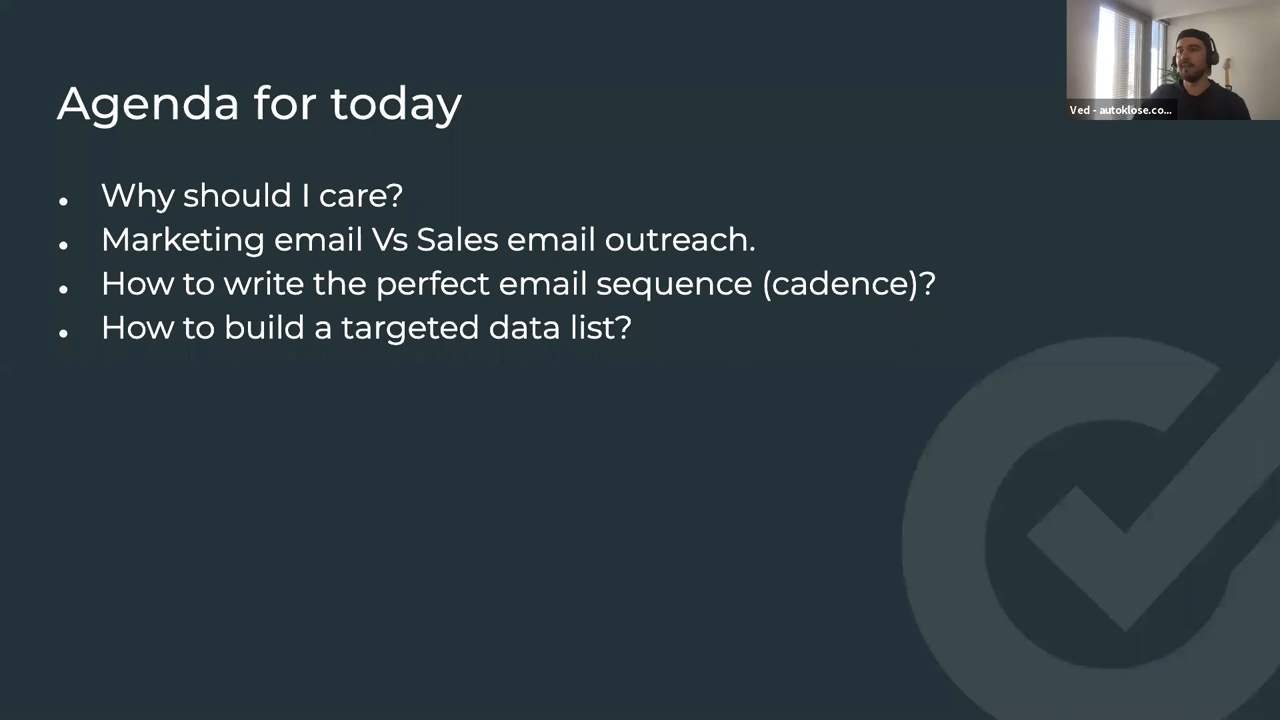 Agenda for today
• Why should I care?
• Marketing email Vs Sales email outreach.
• How to write the perfect email sequence (cadence)?
• How to build a targeted data list?
Ved - autoklose.co...